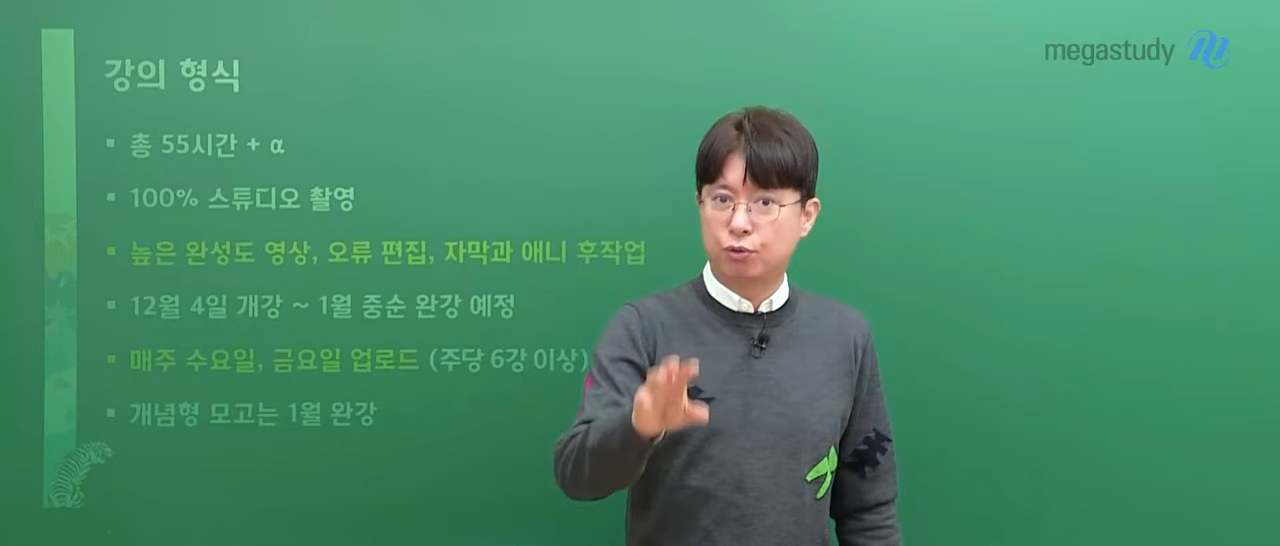 megastudy
강의 형식
총 55시간 + α
100% 스튜디오 촬영
높은 완성도 영상, 오류 편집, 자막과 애니 후작업
12월 4일 개강 ~ 1월 중순 완강 예정
매주 수요일, 금요일 업로드 (주당 6강 이상)
개념형 모고는 1월 완강